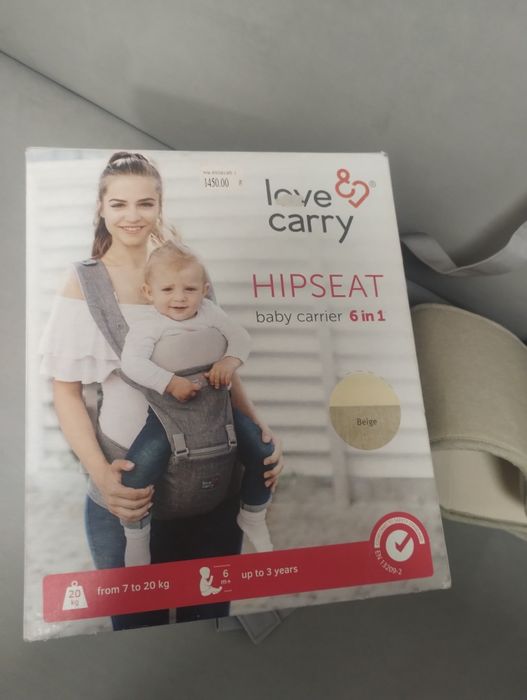 1450.00
love &
carry ®
HIPSEAT
baby carrier 6 in 1
Beige
20
kg
from 7 to 20 kg
6
m+
up to 3 years
EN 13209-2